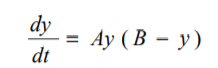 dy/dt = Ay ( B − y )